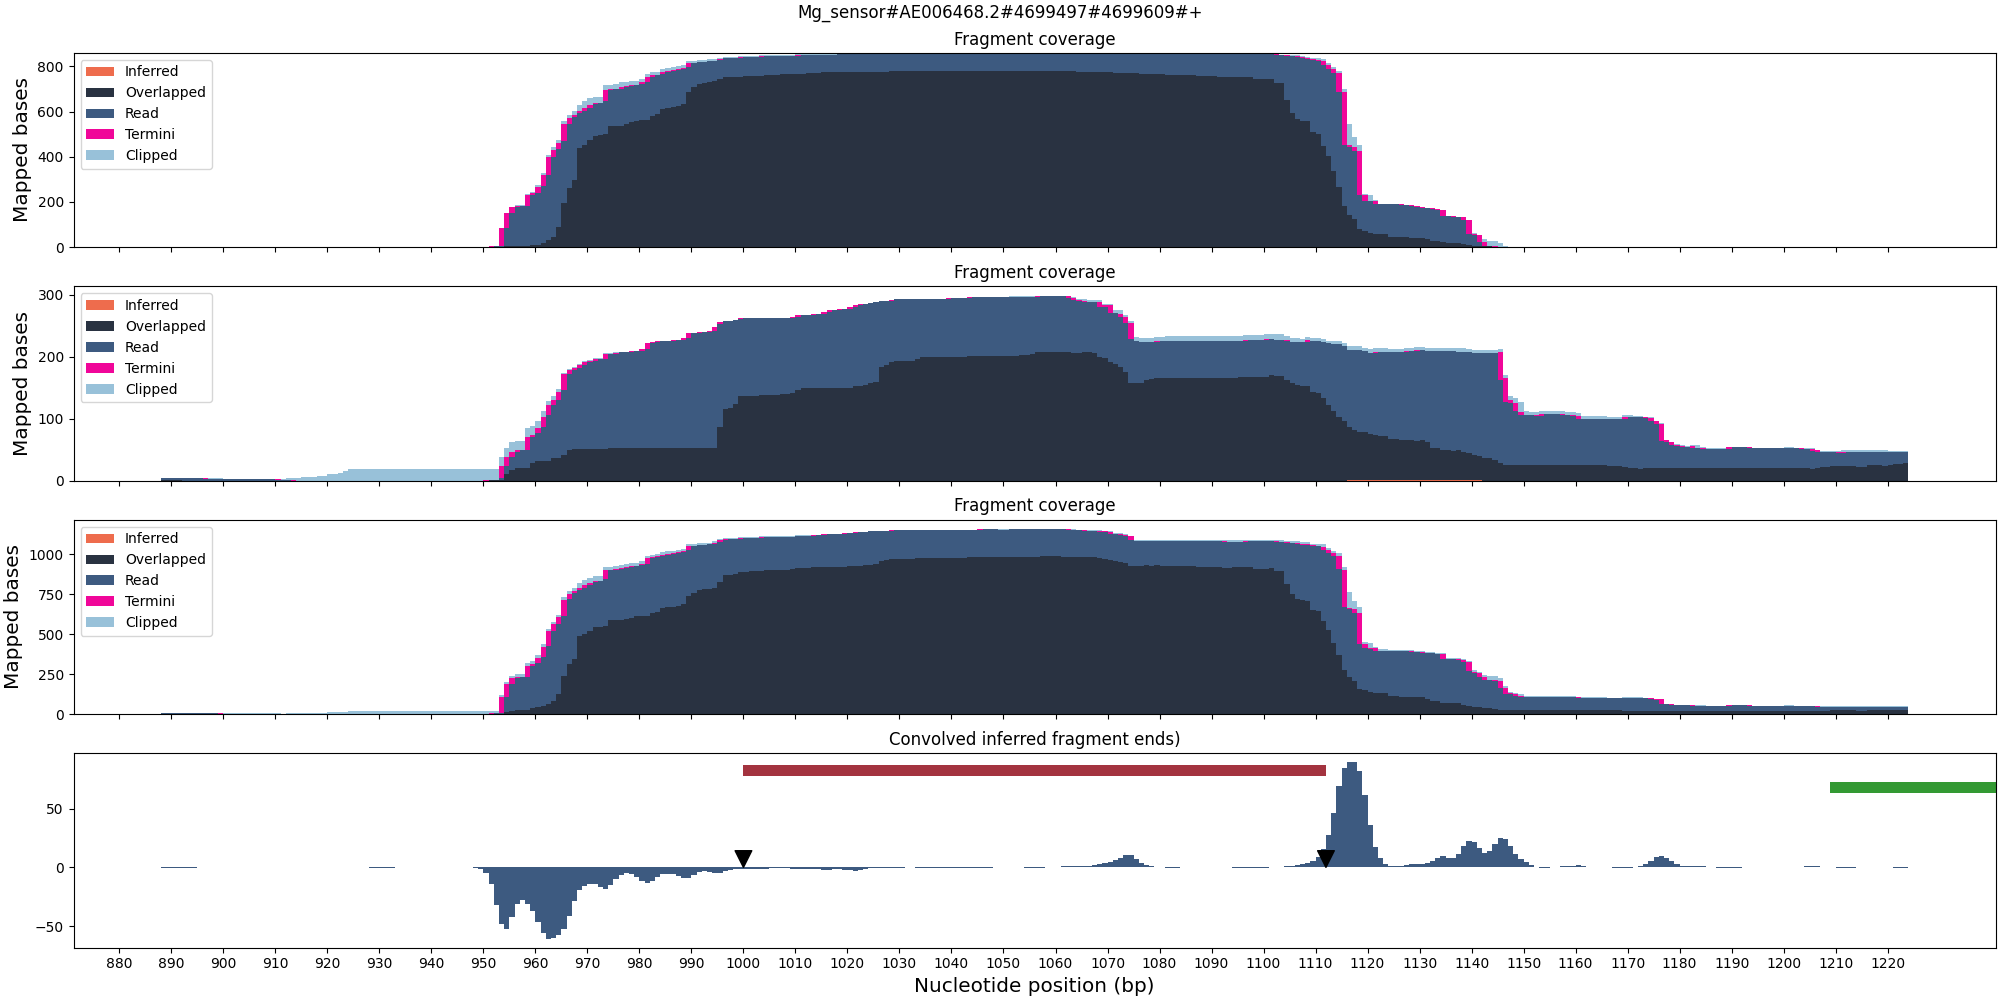 Mg_sensor#AE006468.2#4699497#4699609#+
Fragment coverage
Mapped bases
800
600
400
200
0
Inferred
Overlapped
Read
Termini
Clipped
Fragment coverage
Mapped bases
300
200
100
0
Inferred
Overlapped
Read
Termini
Clipped
Fragment coverage
Mapped bases
1000
750
500
250
0
Inferred
Overlapped
Read
Termini
Clipped
Convolved inferred fragment ends)
50
0
−50
880 890 900 910 920 930 940 950 960 970 980 990 1000 1010 1020 1030 1040 1050 1060 1070 1080 1090 1100 1110 1120 1130 1140 1150 1160 1170 1180 1190 1200 1210 1220
Nucleotide position (bp)